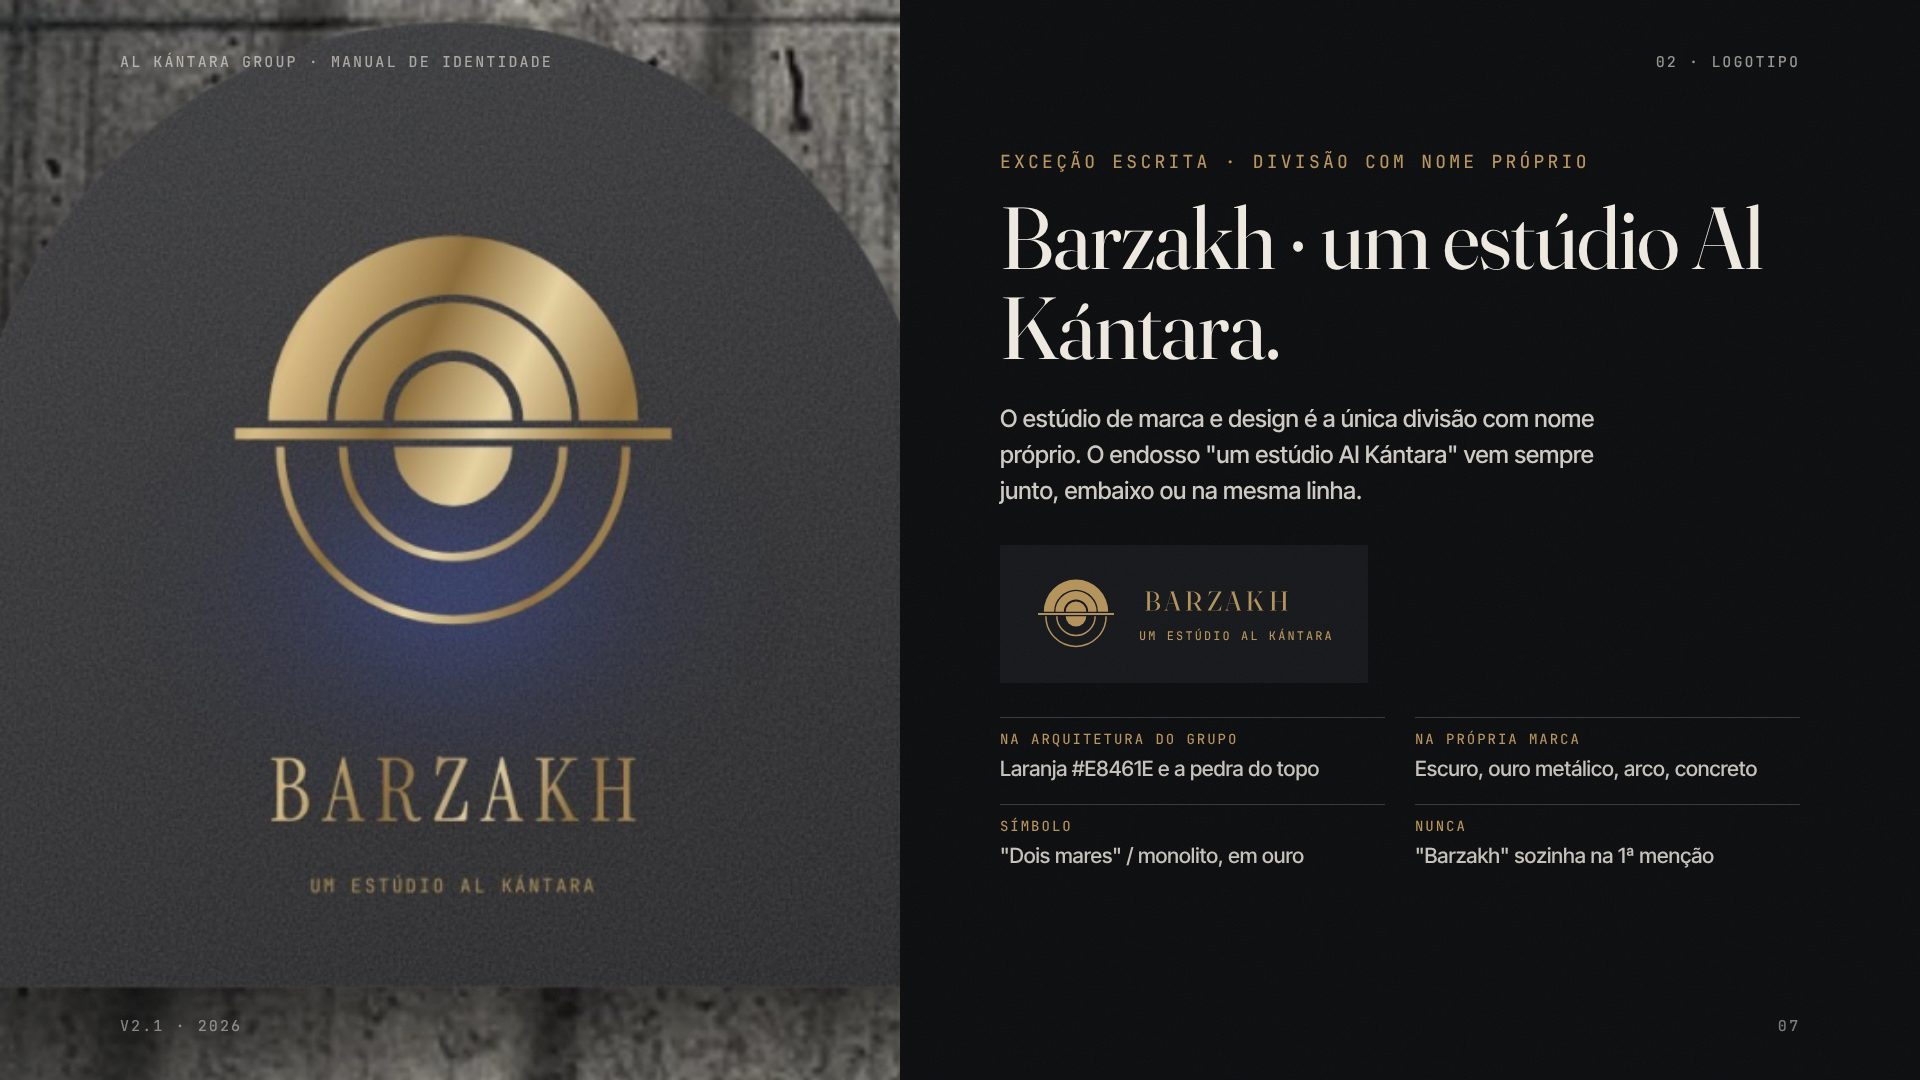 AL KÁNTARA GROUP · MANUAL DE IDENTIDADE
02 · LOGOTIPO
BARZAKH
UM ESTÚDIO AL KÁNTARA
EXCEÇÃO ESCRITA · DIVISÃO COM NOME PRÓPRIO
Barzakh · um estúdio Al
Kántara.
O estúdio de marca e design é a única divisão com nome
próprio. O endosso "um estúdio Al Kántara" vem sempre
junto, embaixo ou na mesma linha.
BARZAKH
UM ESTÚDIO AL KÁNTARA
NA ARQUITETURA DO GRUPO
Laranja #E8461E e a pedra do topo
NA PRÓPRIA MARCA
Escuro, ouro metálico, arco, concreto
SÍMBOLO
"Dois mares" / monolito, em ouro
NUNCA
"Barzakh" sozinha na 1ª menção
V2.1 · 2026
07